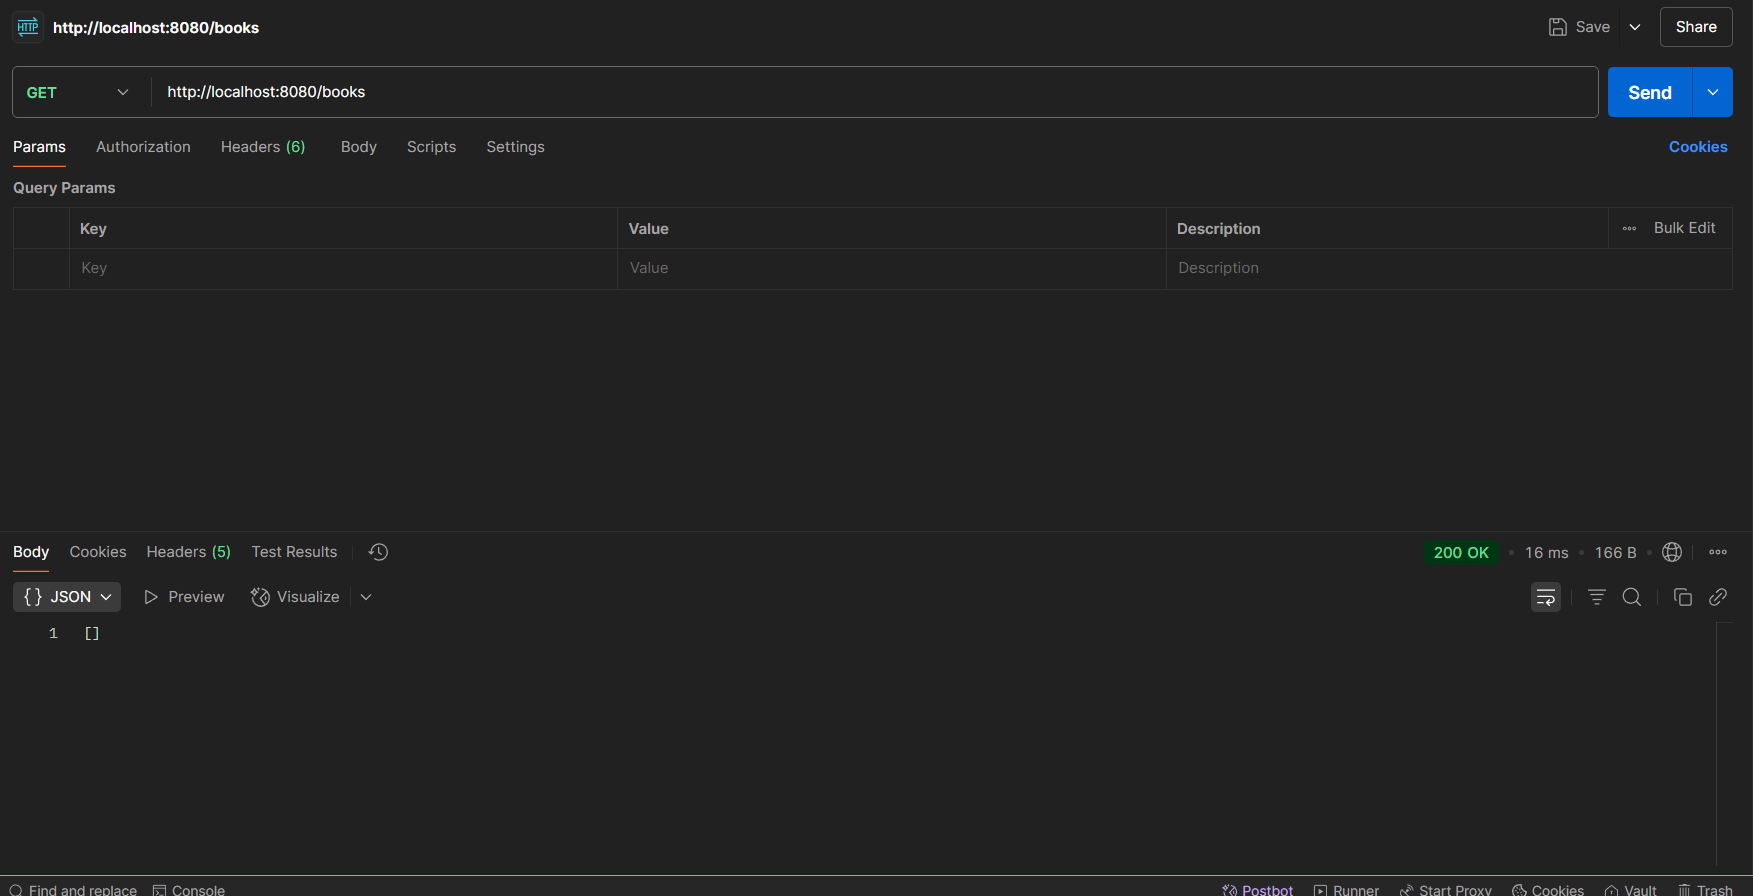 HTTP http://localhost:8080/books Save Share
GET http://localhost:8080/books Send
Params Authorization Headers (6) Body Scripts Settings Cookies
Query Params
Key Value Description Bulk Edit
Key Value Description
Body Cookies Headers (5) Test Results 200 OK • 16 ms • 166 B •
{ } JSON Preview Visualize
1 []
Find and replace Console Postbot Runner Start Proxy Cookies Vault Trash